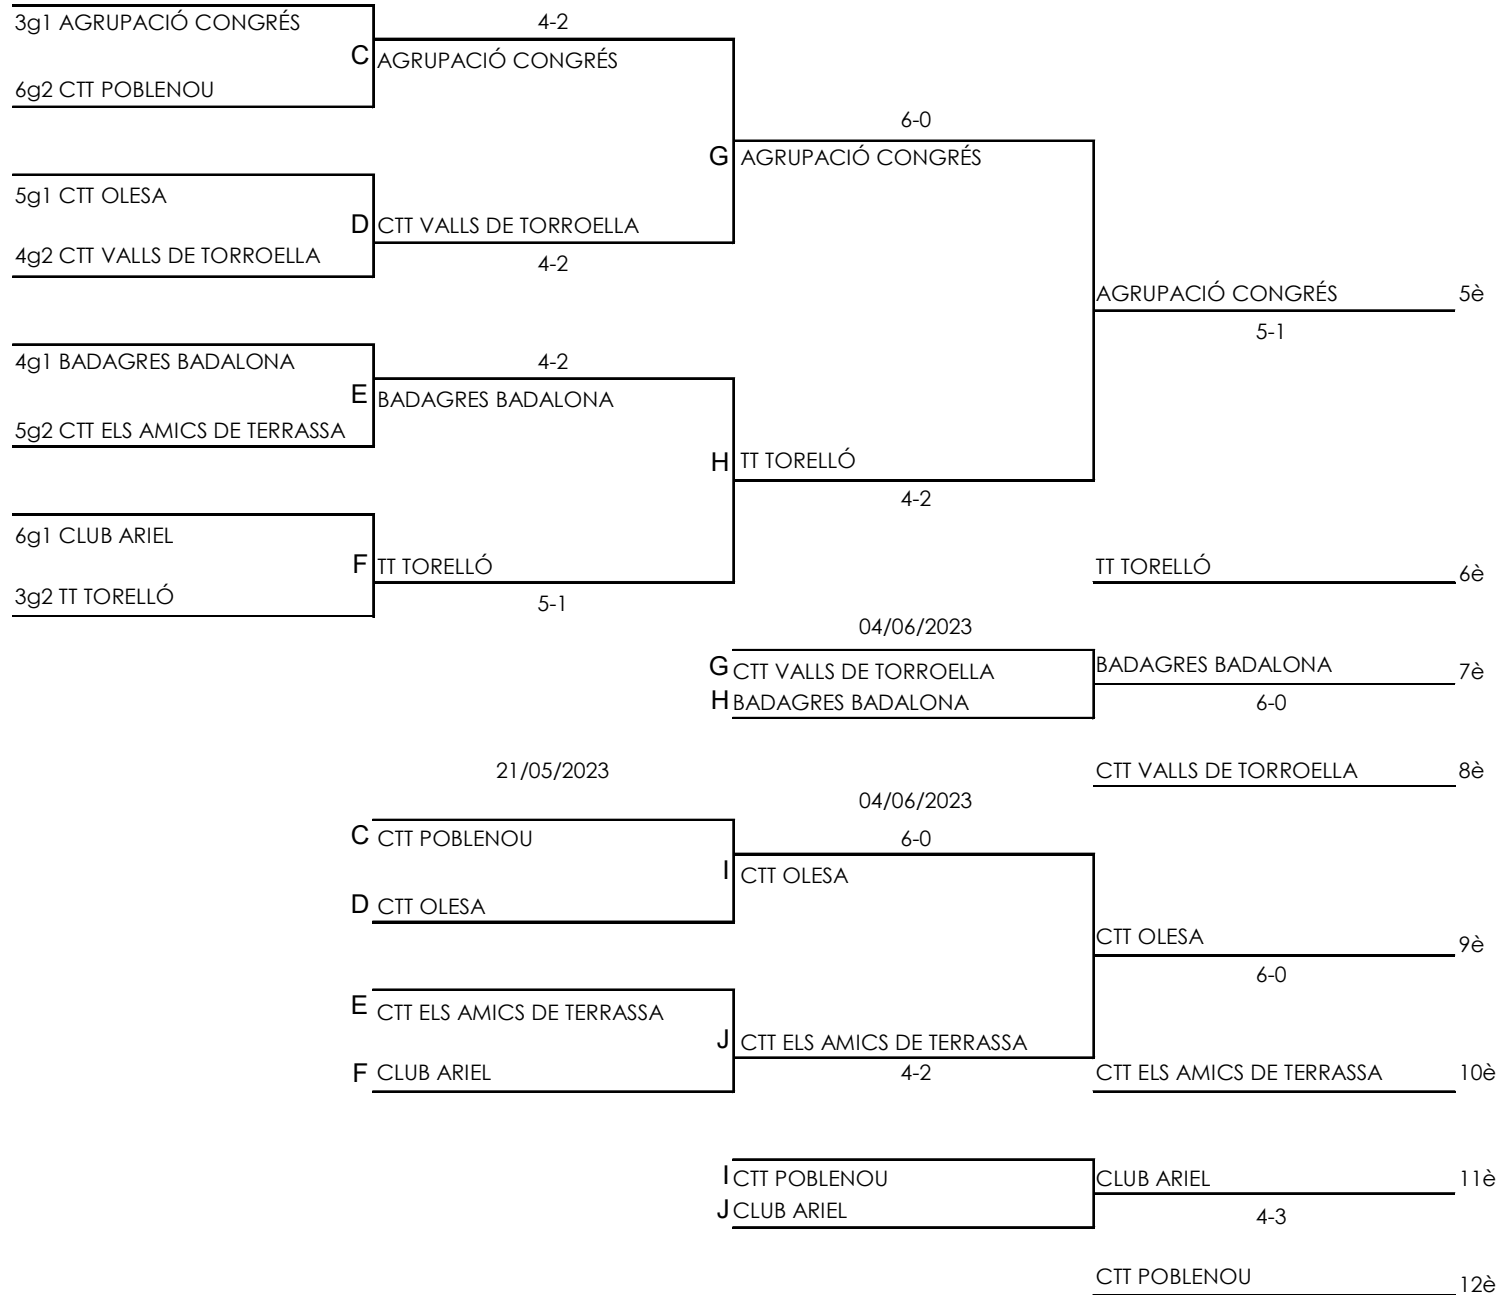 3g1 AGRUPACIÓ CONGRÉS
4-2
C
AGRUPACIÓ CONGRÉS
6g2 CTT POBLENOU
6-0
G
AGRUPACIÓ CONGRÉS
5g1 CTT OLESA
D
CTT VALLS DE TORROELLA
4g2 CTT VALLS DE TORROELLA
4-2
AGRUPACIÓ CONGRÉS
5è
5-1
4g1 BADAGRES BADALONA
4-2
E
BADAGRES BADALONA
5g2 CTT ELS AMICS DE TERRASSA
H
TT TORELLÓ
4-2
6g1 CLUB ARIEL
F
TT TORELLÓ
TT TORELLÓ
6è
3g2 TT TORELLÓ
5-1
04/06/2023
G
CTT VALLS DE TORROELLA
BADAGRES BADALONA
7è
H
BADAGRES BADALONA
6-0
21/05/2023
CTT VALLS DE TORROELLA
8è
04/06/2023
C
CTT POBLENOU
6-0
I
CTT OLESA
D
CTT OLESA
CTT OLESA
9è
6-0
E
CTT ELS AMICS DE TERRASSA
J
CTT ELS AMICS DE TERRASSA
F
CLUB ARIEL
4-2
CTT ELS AMICS DE TERRASSA
10è
I
CTT POBLENOU
CLUB ARIEL
11è
J
CLUB ARIEL
4-3
CTT POBLENOU
12è